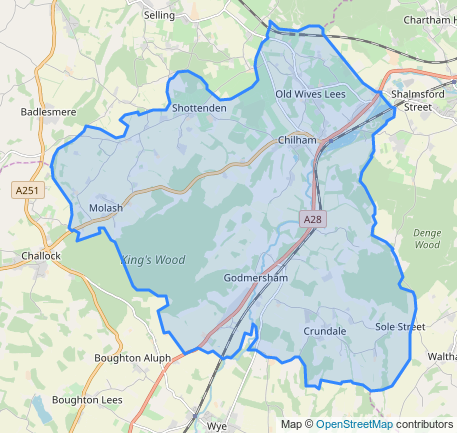 Selling
Chartham H
Old Wives Lees
Shalmsford
Street
Shottenden
Badlesmere
Chilham
A251
Molash
A28
Denge
Wood
Challock
King's Wood
Godmersham
Crundale
Sole Street
Boughton Aluph
Waltha
Boughton Lees
Wye
Map © OpenStreetMap contributors